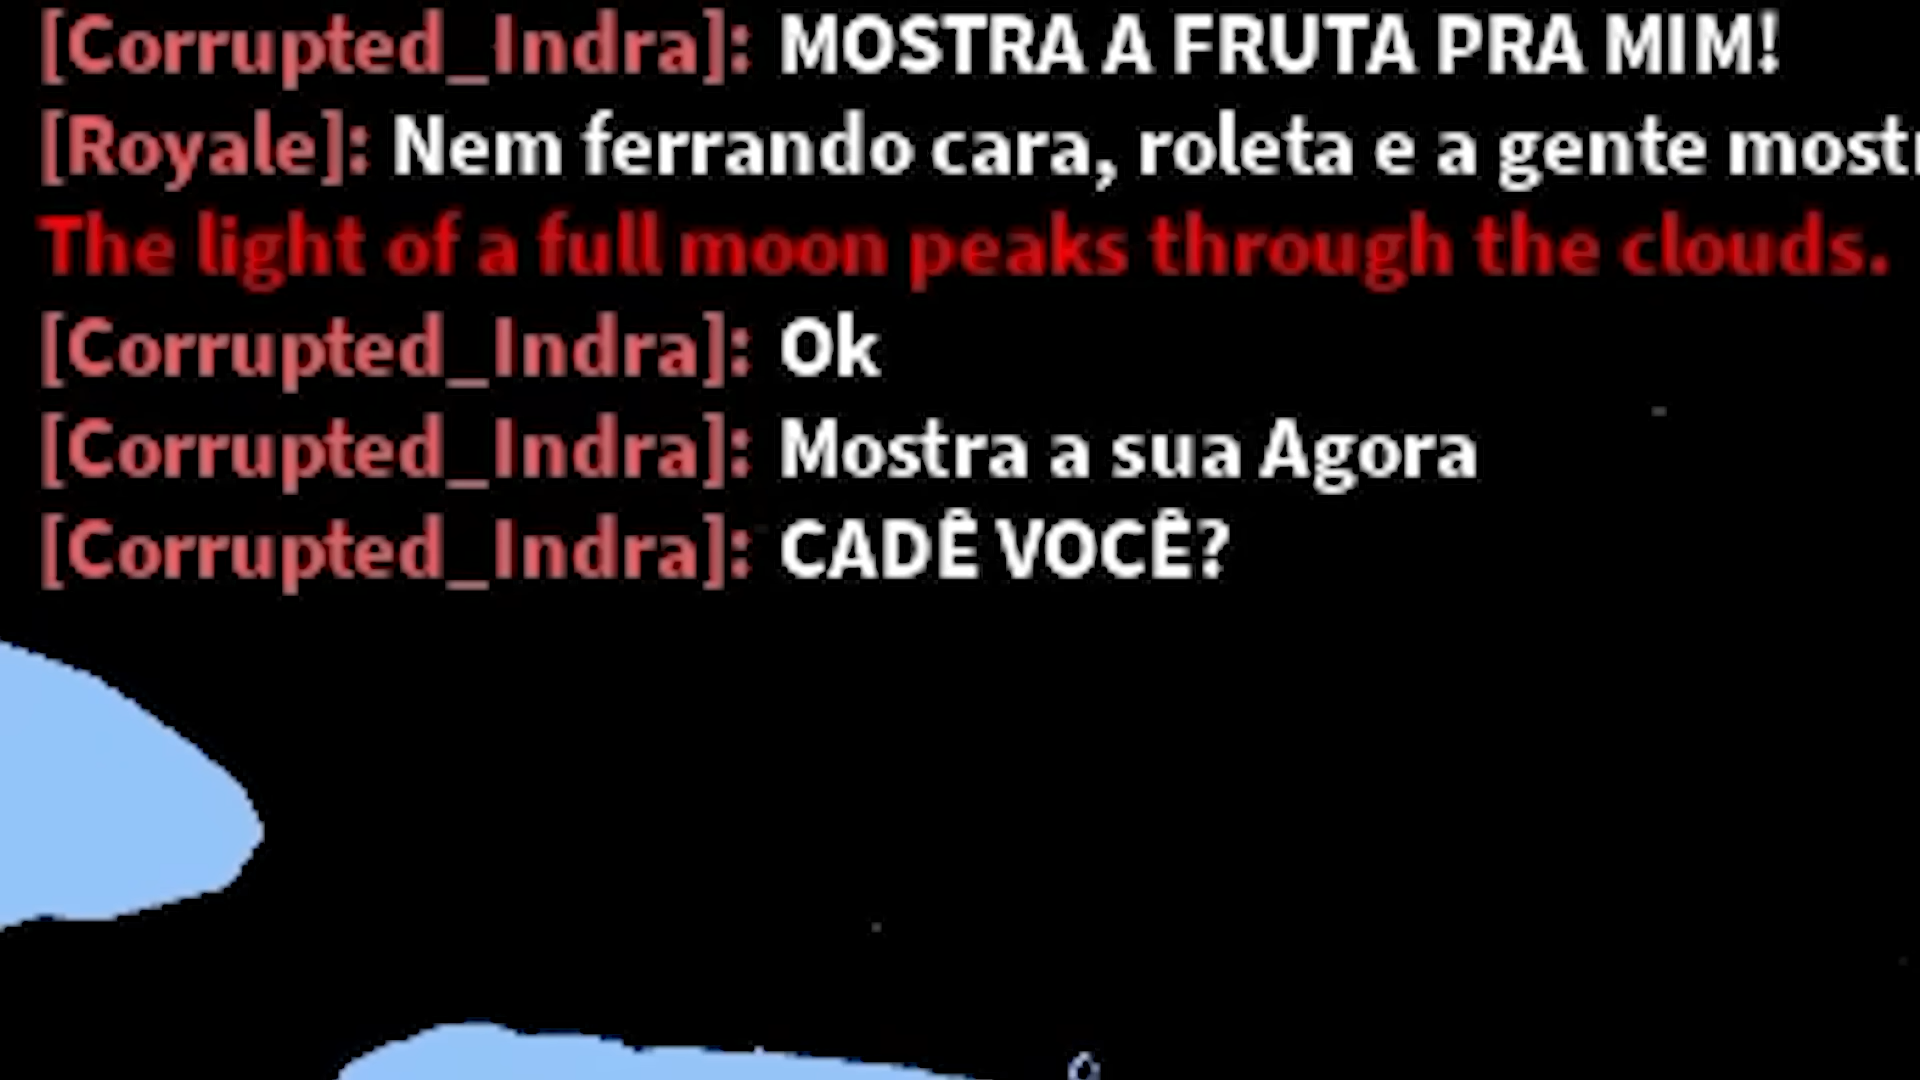 [Corrupted_Indra]: MOSTRA A FRUTA PRA MIM!
[Royale]: Nem ferrando cara, roleta e a gente
The light of a full moon peaks through the clouds.
[Corrupted_Indra]: Ok
[Corrupted_Indra]: Mostra a sua Agora
[Corrupted_Indra]: CADÊ VOCÊ?